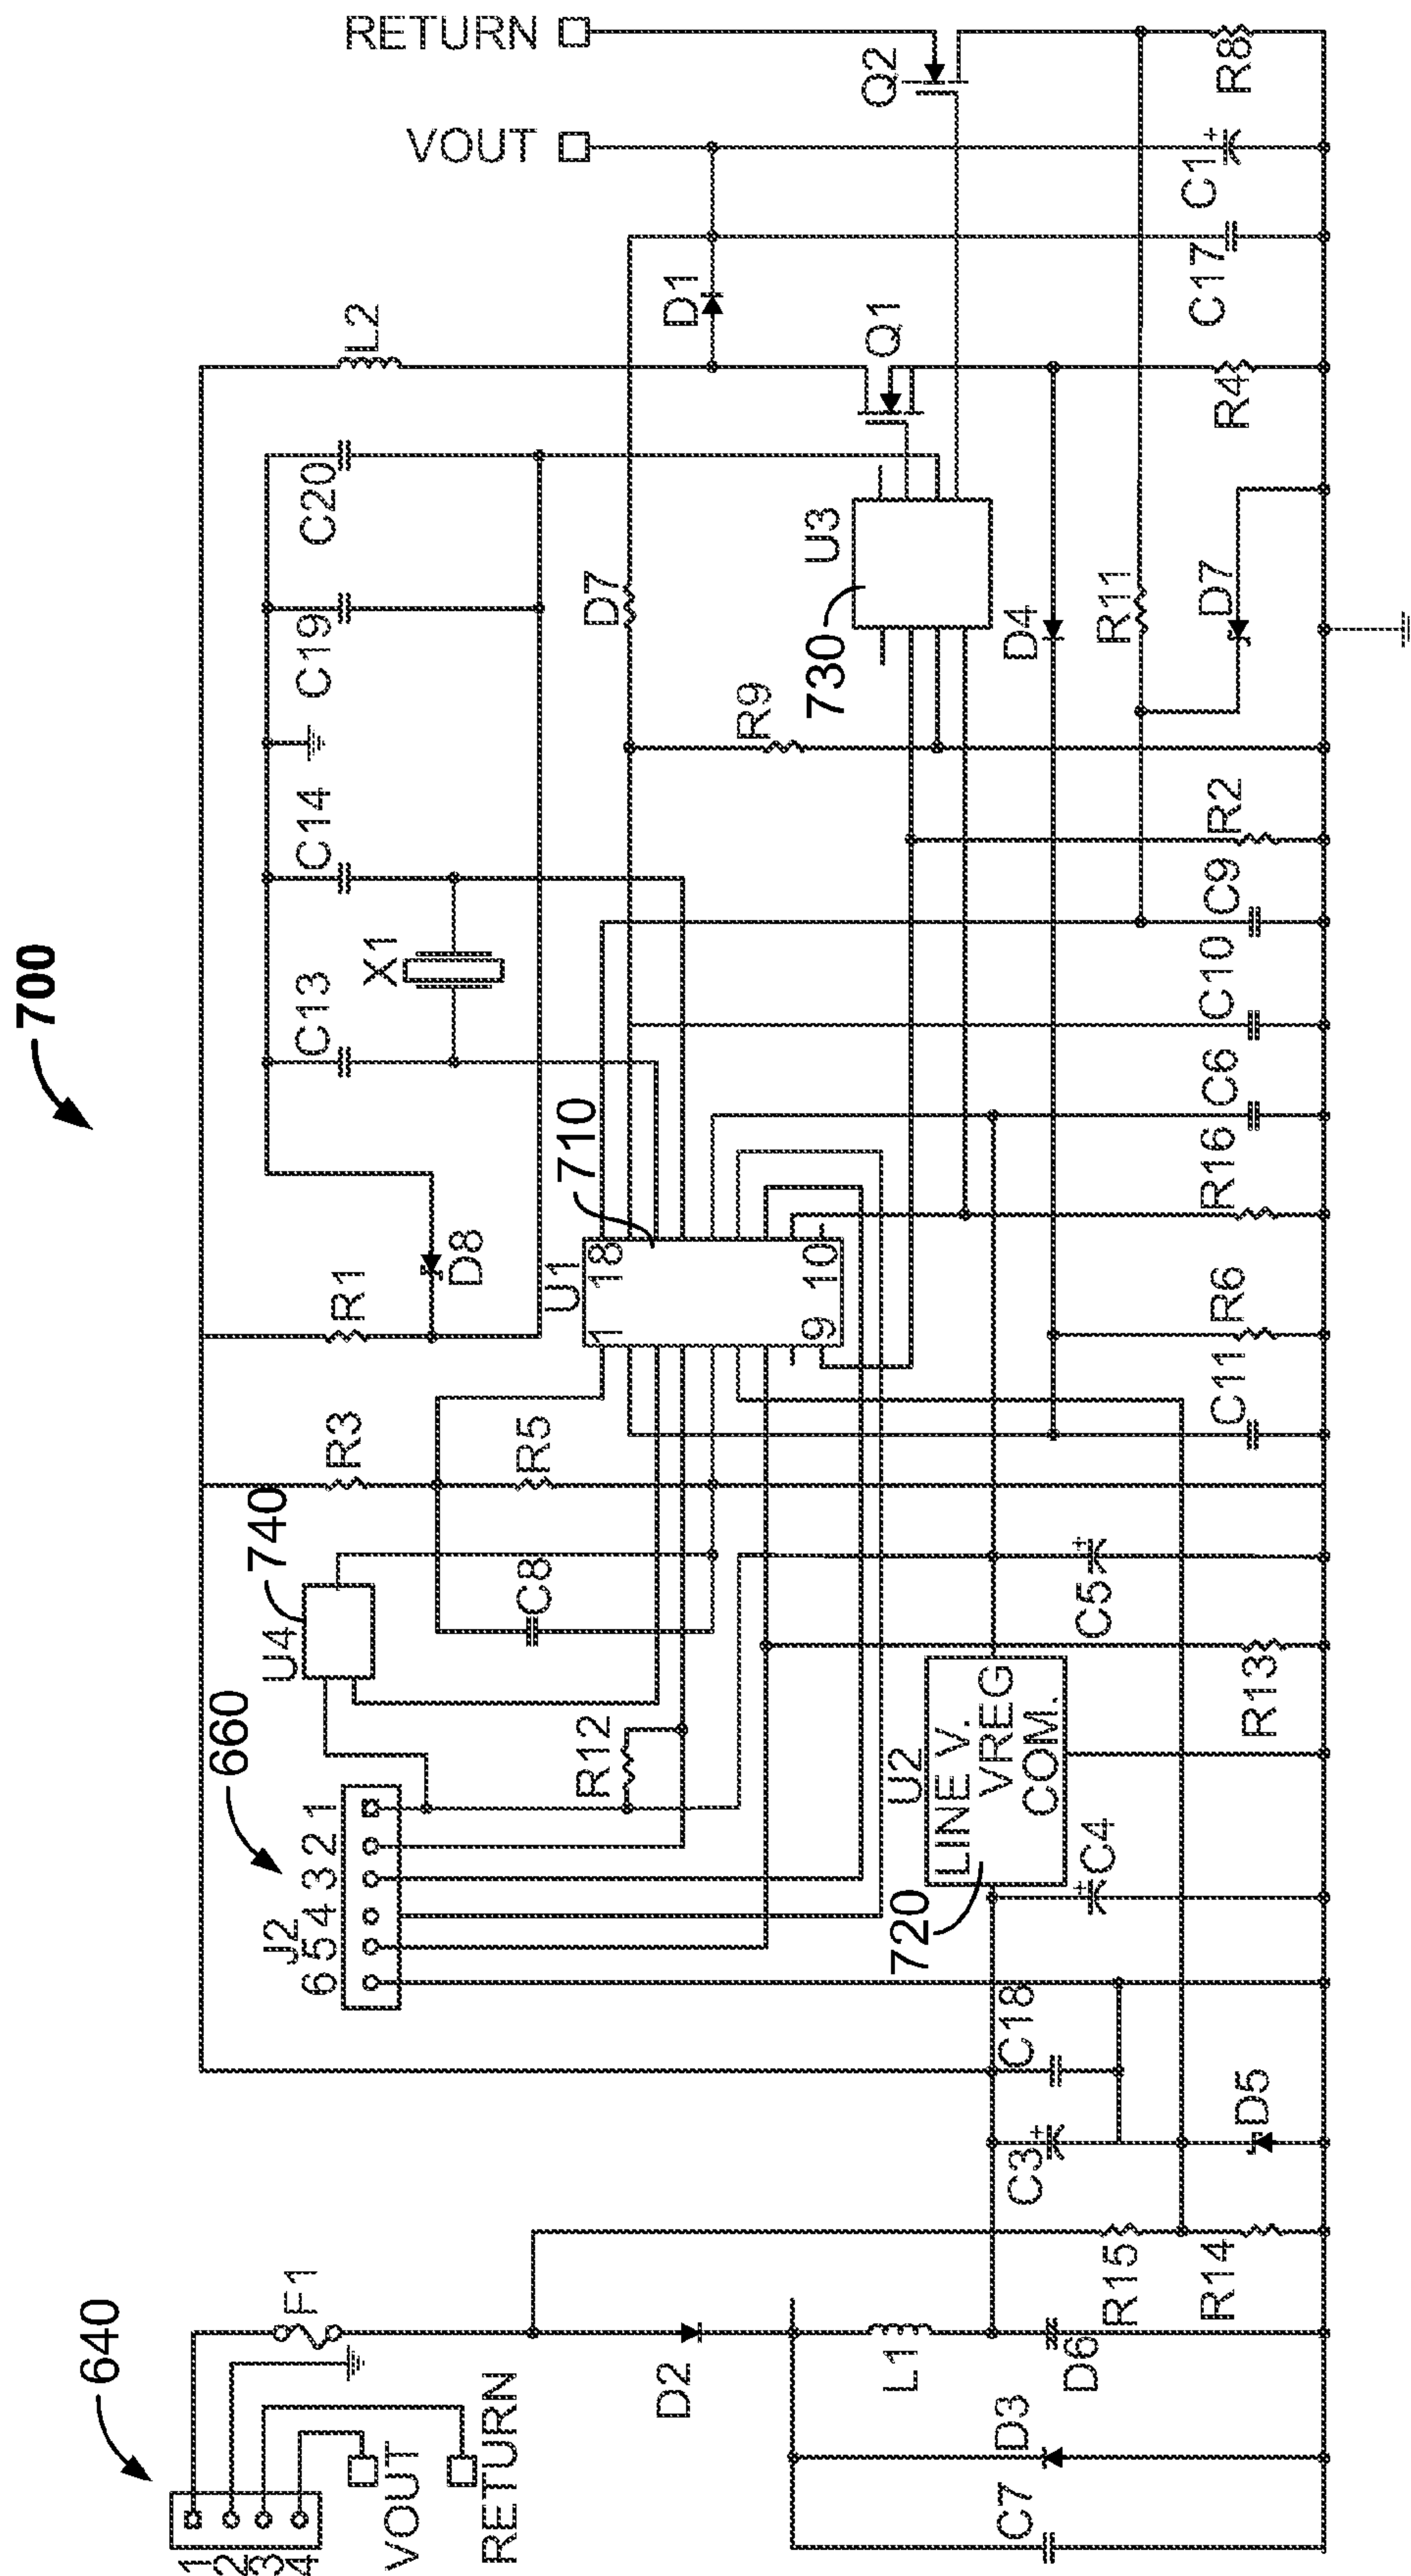 700
RETURN
VOUT
Q2
R8
C1
+
C17
D1
L2
Q1
R4
C20
U3
730
D7
D4
R11
D7
C19
R9
C14
R2
X1
C9
C13
C10
710
C6
R16
U1
1
18
9
10
D8
R1
R6
C11
R3
R5
740
U4
C8
C5
+
660
R12
R13
J2
1
2
3
4
5
6
U2
LINE V.
VREG
COM.
720
C4
+
C18
C3
+
D5
640
F1
R15
R14
D2
L1
D6
D3
C7
1
2
3
4
VOUT
RETURN